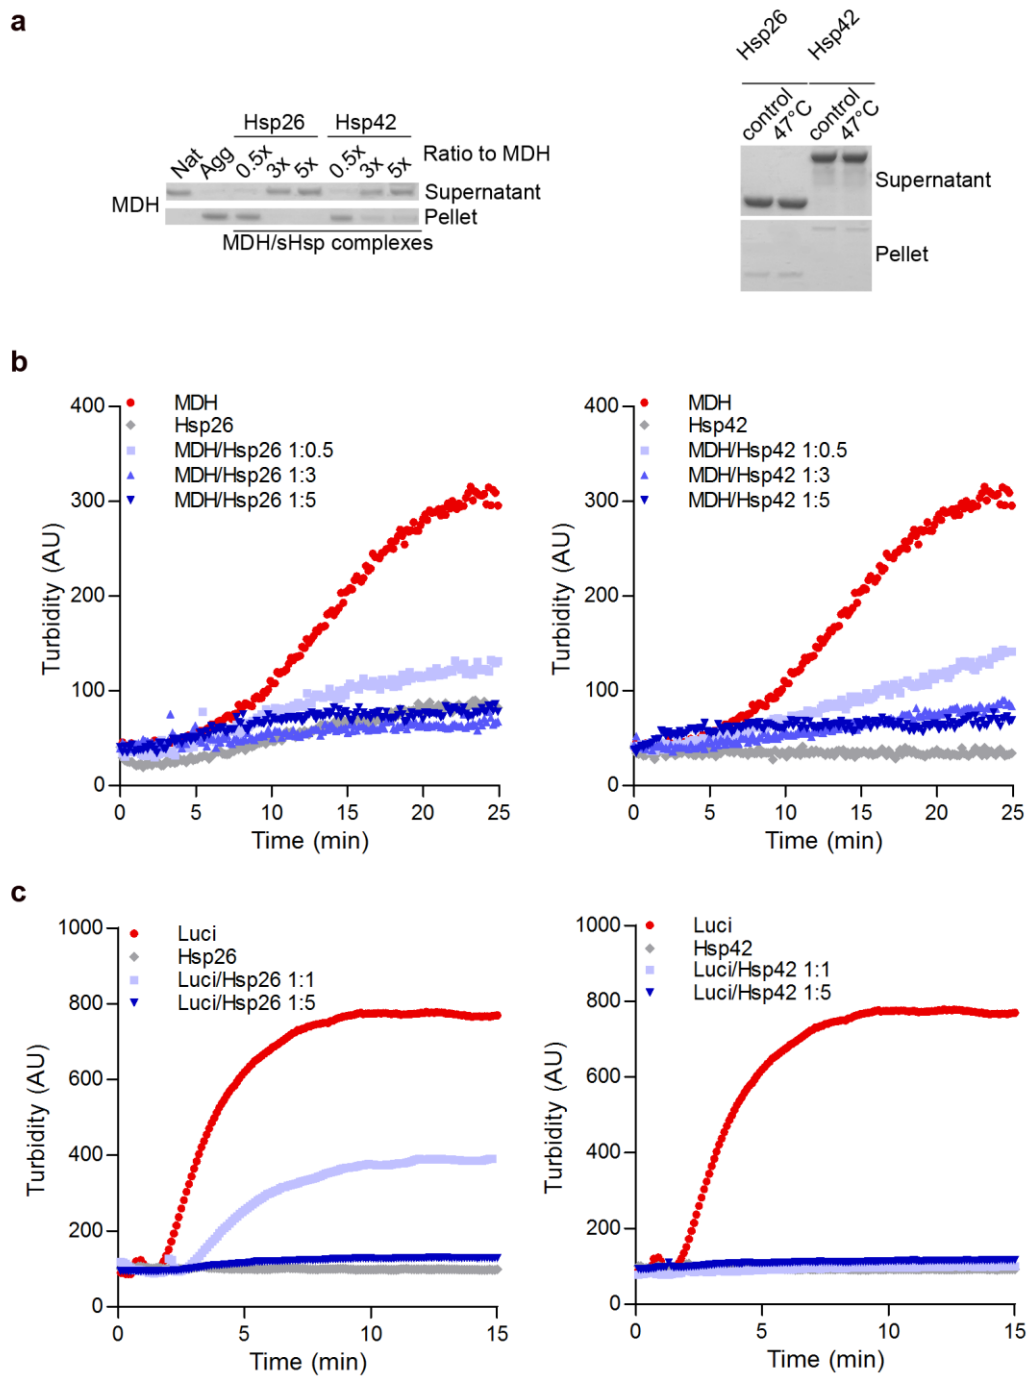 a
Hsp26 Hsp42
Nat Agg 0.5x 3x 5x 0.5x 3x 5x Ratio to MDH
MDH
Supernatant
Pellet
MDH/sHsp complexes
Hsp26 Hsp42
control 47°C control 47°C
Supernatant
Pellet
b
400
300
200
100
0
Turbidity (AU)
MDH
Hsp26
MDH/Hsp26 1:0.5
MDH/Hsp26 1:3
MDH/Hsp26 1:5
0 5 10 15 20 25
Time (min)
400
300
200
100
0
Turbidity (AU)
MDH
Hsp42
MDH/Hsp42 1:0.5
MDH/Hsp42 1:3
MDH/Hsp42 1:5
0 5 10 15 20 25
Time (min)
c
1000
800
600
400
200
0
Turbidity (AU)
Luci
Hsp26
Luci/Hsp26 1:1
Luci/Hsp26 1:5
0 5 10 15
Time (min)
1000
800
600
400
200
0
Turbidity (AU)
Luci
Hsp42
Luci/Hsp42 1:1
Luci/Hsp42 1:5
0 5 10 15
Time (min)